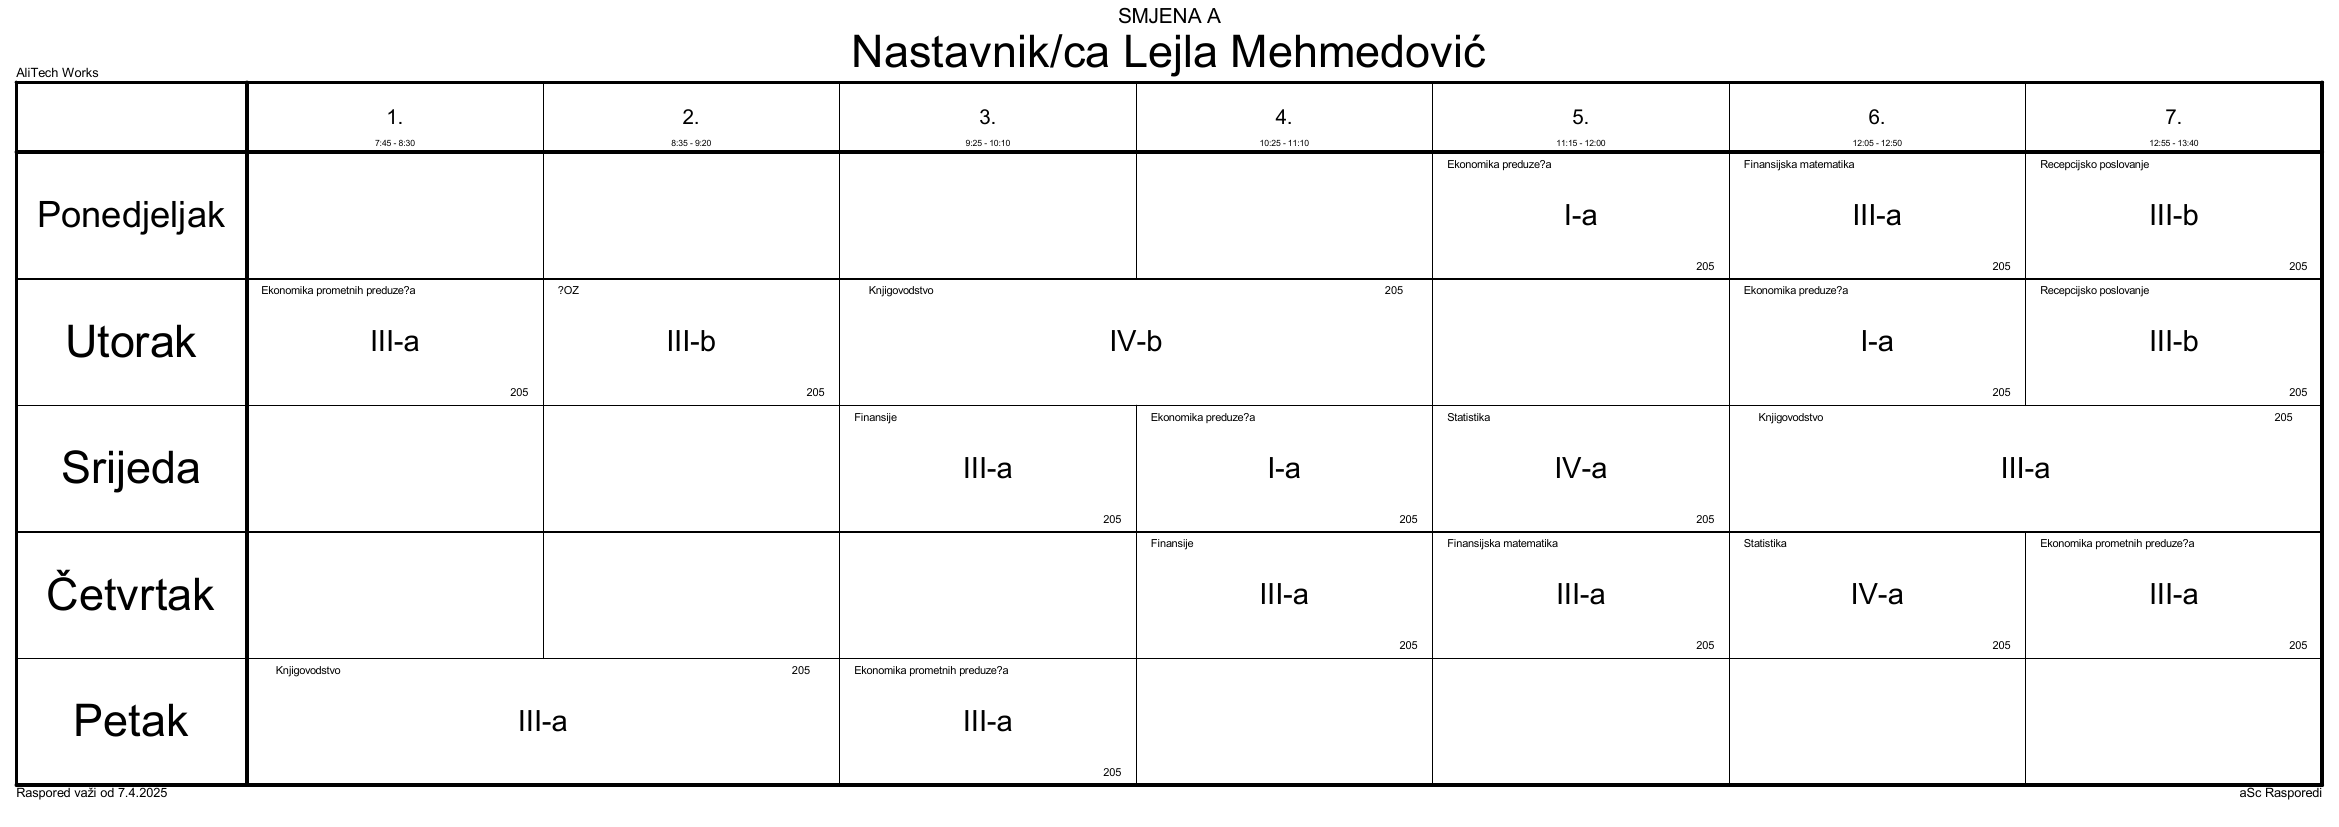 SMJENA A
Nastavnik/ca Lejla Mehmedović
AliTech Works
1.
7:45 - 8:30
2.
8:35 - 9:20
3.
9:25 - 10:10
4.
10:25 - 11:10
5.
11:15 - 12:00
6.
12:05 - 12:50
7.
12:55 - 13:40
Ponedjeljak
Ekonomika preduze?a
I-a
205
Finansijska matematika
III-a
205
Recepcijsko poslovanje
III-b
205
Utorak
Ekonomika prometnih preduze?a
III-a
205
?OZ
III-b
205
Knjigovodstvo 205
IV-b
Ekonomika preduze?a
I-a
205
Recepcijsko poslovanje
III-b
205
Srijeda
Finansije
III-a
205
Ekonomika preduze?a
I-a
205
Statistika
IV-a
205
Knjigovodstvo 205
III-a
Četvrtak
Finansije
III-a
205
Finansijska matematika
III-a
205
Statistika
IV-a
205
Ekonomika prometnih preduze?a
III-a
205
Petak
Knjigovodstvo 205
III-a
Ekonomika prometnih preduze?a
III-a
205
Raspored važi od 7.4.2025
aSc Rasporedi